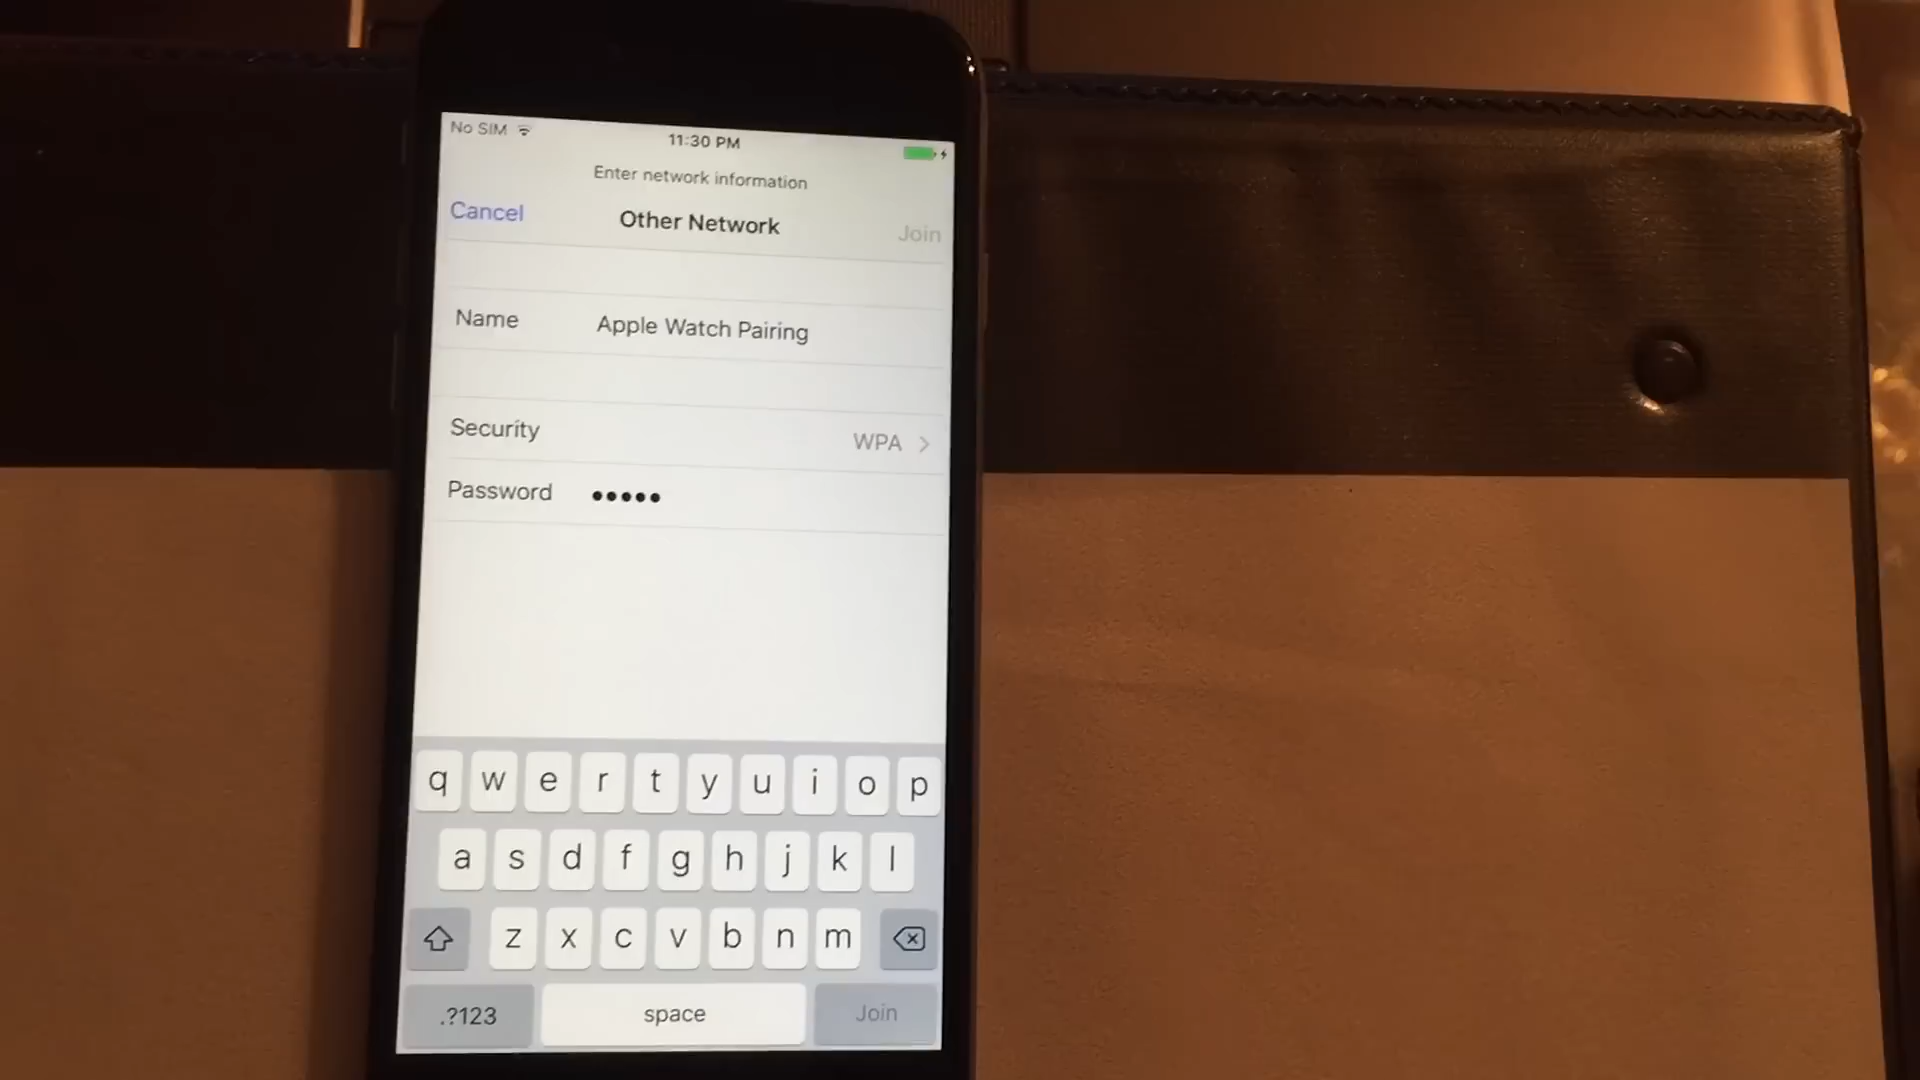 No SIM
11:30 PM
Enter network information
Cancel
Other Network
Join
Name
Apple Watch Pairing
Security
WPA
Password
•••••
q w e r t y u i o p
a s d f g h j k l
z x c v b n m
.?123
space
Join